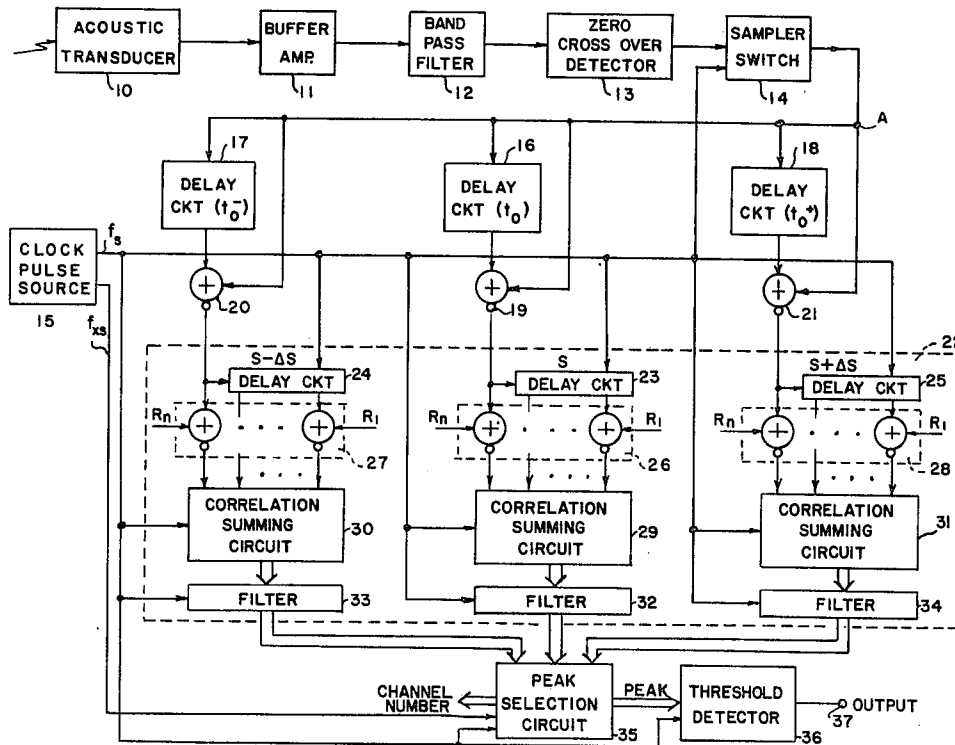 ACOUSTIC
TRANSDUCER
10
BUFFER
AMP.
11
BAND
PASS
FILTER
12
ZERO
CROSS OVER
DETECTOR
13
SAMPLER
SWITCH
14
A
17
DELAY
CKT (t₀⁻)
16
DELAY
CKT (t₀)
18
DELAY
CKT (t₀⁺)
CLOCK
PULSE
SOURCE
15
fs
fxs
+
20
+
19
+
21
22
S-ΔS
DELAY CKT
24
S
DELAY CKT
23
S+ΔS
DELAY CKT
25
Rn
+
. . .
+
R1
27
Rn
+
. . .
+
R1
26
Rn
+
. . .
+
R1
28
. . . .
. . . .
. . . .
CORRELATION
SUMMING
CIRCUIT
30
CORRELATION
SUMMING
CIRCUIT
29
CORRELATION
SUMMING
CIRCUIT
31
FILTER
33
FILTER
32
FILTER
34
CHANNEL
NUMBER
PEAK
SELECTION
CIRCUIT
35
PEAK
THRESHOLD
DETECTOR
36
OUTPUT
37